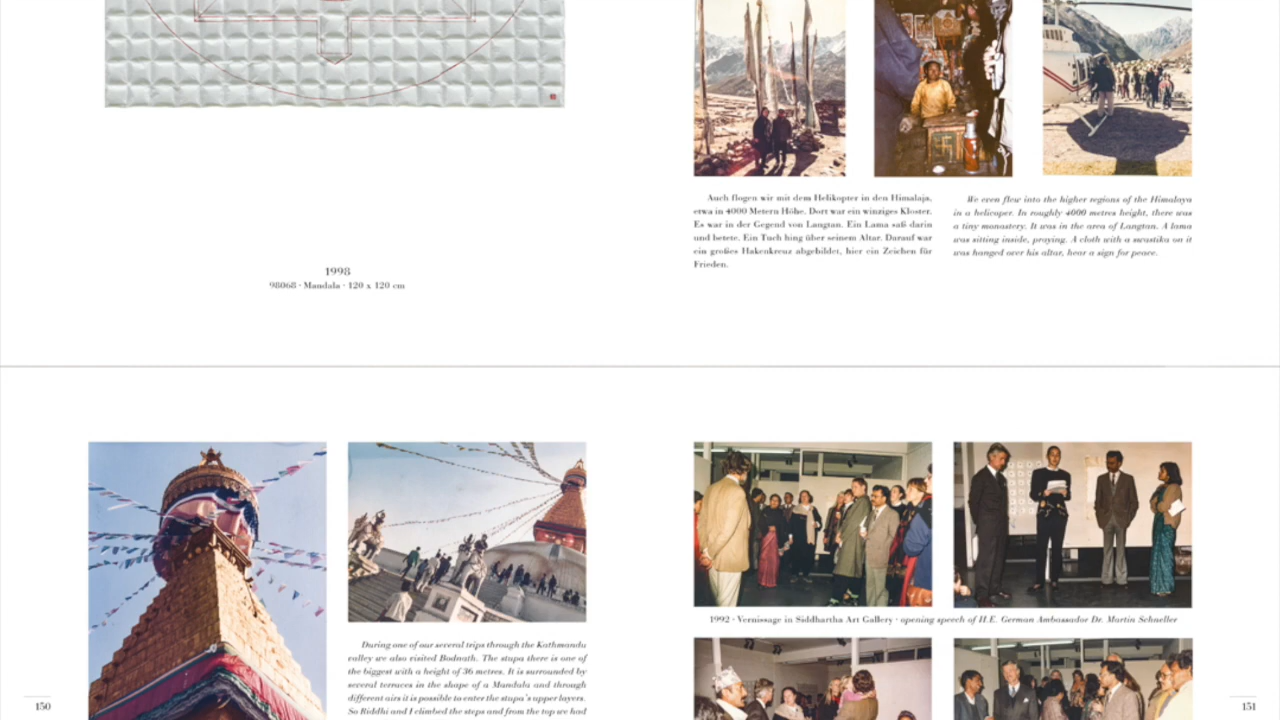 1998
98068 · Mandala · 120 x 120 cm
Auch flogen wir mit dem Helikopter in den Himalaja,
etwa in 4000 Metern Höhe. Dort war ein winziges Kloster.
Es war in der Gegend von Langtan. Ein Lama saß darin
und betete. Ein Tuch hing über seinem Altar. Darauf war
ein großes Hakenkreuz abgebildet, hier ein Zeichen für
Frieden.
We even flew into the higher regions of the Himalaya
in a helicoper. In roughly 4000 metres height, there was
a tiny monastery. It was in the area of Langtan. A lama
was sitting inside, praying. A cloth with a swastika on it
was hanged over his altar, hear a sign for peace.
During one of our several trips through the Kathmandu
valley we also visited Bodnath. The stupa there is one of
the biggest with a height of 36 metres. It is surrounded by
several terraces in the shape of a Mandala and through
different airs it is possible to enter the stupa's upper layers.
So Riddhi and I climbed the steps and from the top we had
150
1992 · Vernissage in Siddhartha Art Gallery · opening speech of H.E. German Ambassador Dr. Martin Schneller
151